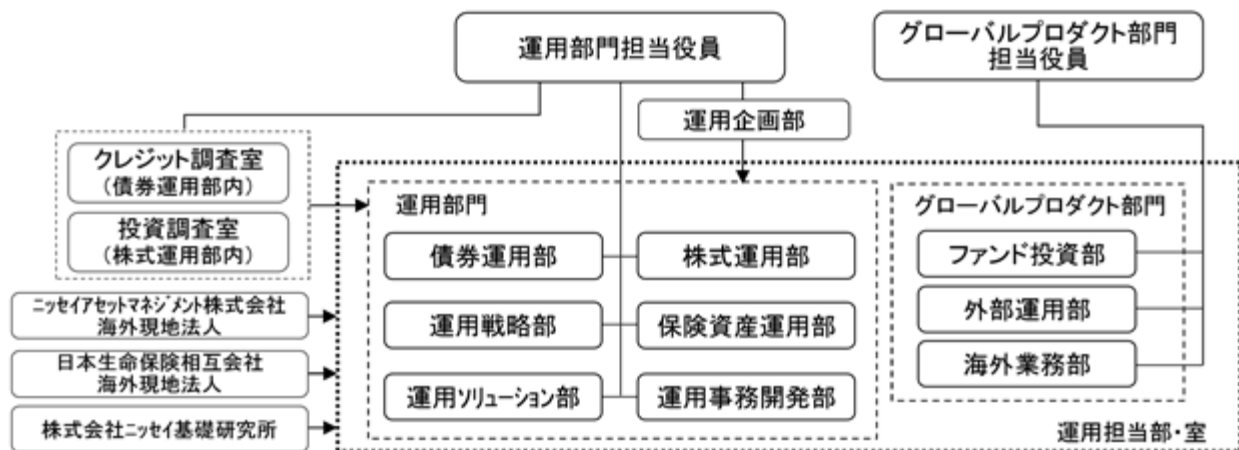 運用部門担当役員
グローバルプロダクト部門
担当役員
運用企画部
クレジット調査室
(債券運用部内)
投資調査室
(株式運用部内)
ニッセイアセットマネジメント株式会社
海外現地法人
日本生命保険相互会社
海外現地法人
株式会社ニッセイ基礎研究所
運用部門
債券運用部
株式運用部
運用戦略部
保険資産運用部
運用ソリューション部
運用事務開発部
グローバルプロダクト部門
ファンド投資部
外部運用部
海外業務部
運用担当部・室